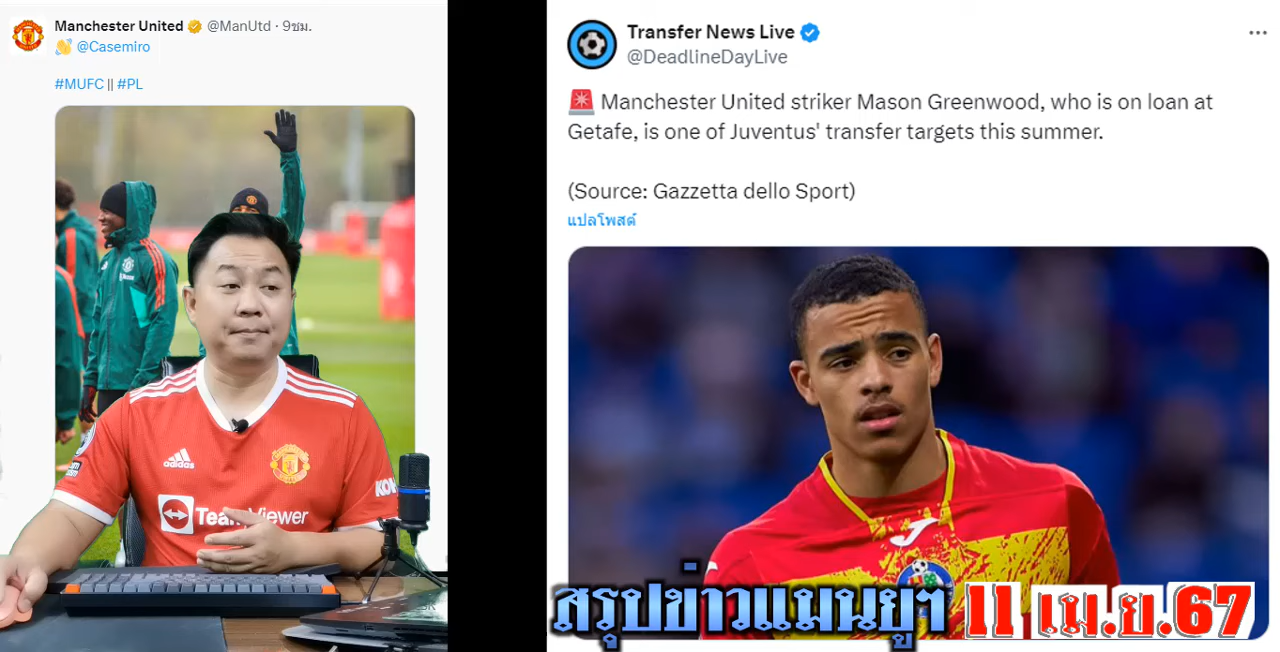 Manchester United @ManUtd · 9ชม.
👏 @Casemiro
#MUFC || #PL
adidas
TeamViewer
KOH
Transfer News Live
@DeadlineDayLive
🚨 Manchester United striker Mason Greenwood, who is on loan at
Getafe, is one of Juventus' transfer targets this summer.
(Source: Gazzetta dello Sport)
แปลโพสต์
สรุปข่าวแมนยูฯ 11 เม.ย.67